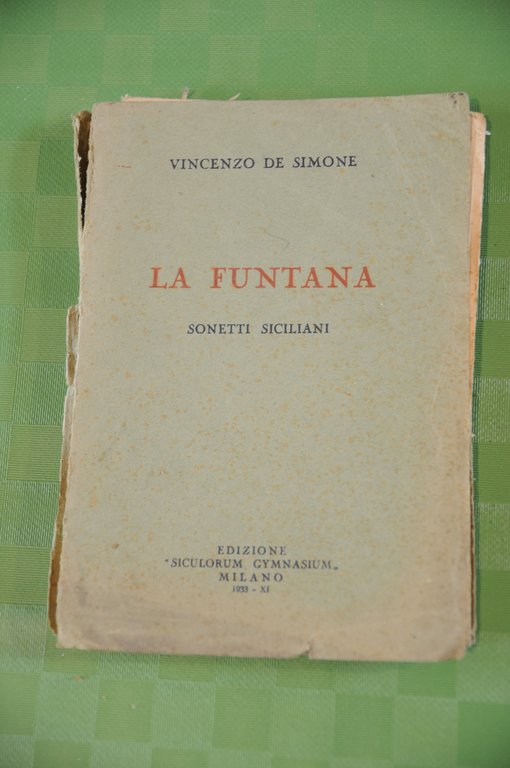 VINCENZO DE SIMONE
LA FUNTANA
SONETTI SICILIANI
EDIZIONE
"SICULORUM GYMNASIUM„
MILANO
1933 - XI